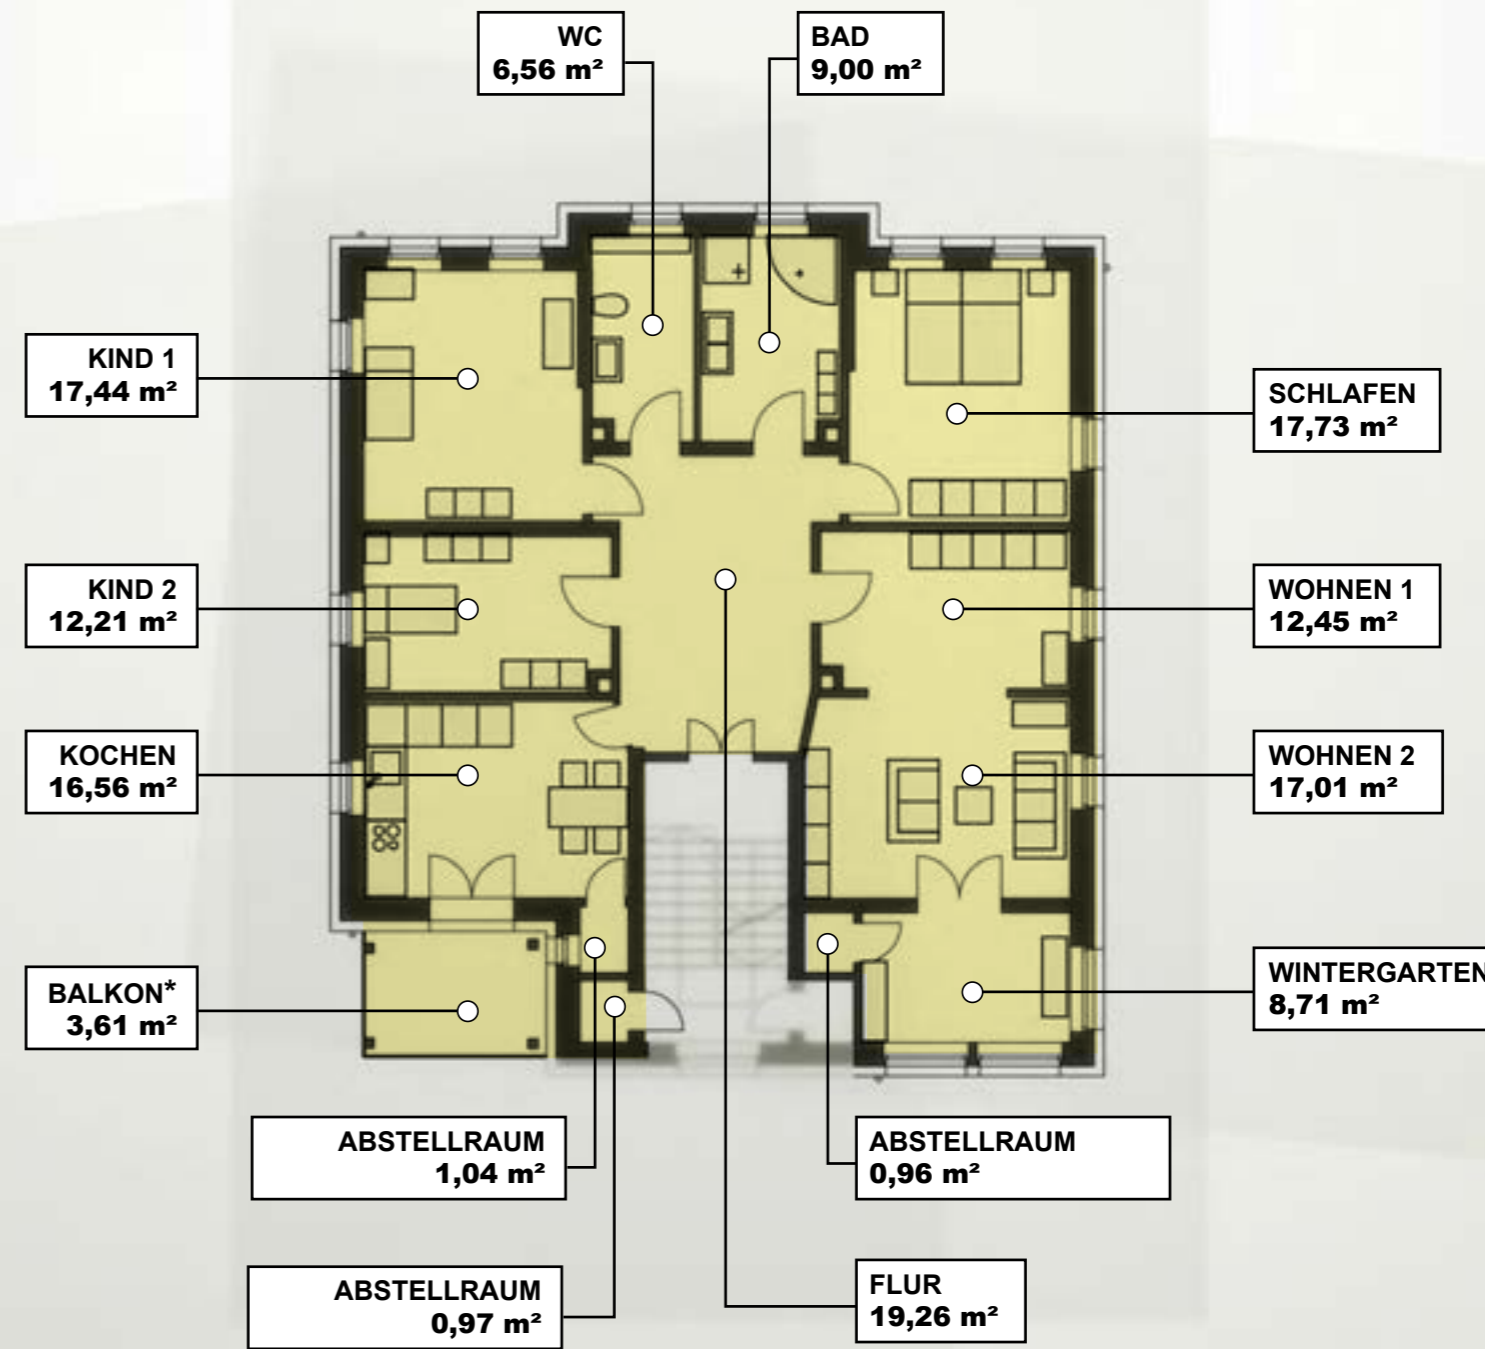 WC
6,56 m²
BAD
9,00 m²
KIND 1
17,44 m²
SCHLAFEN
17,73 m²
KIND 2
12,21 m²
WOHNEN 1
12,45 m²
KOCHEN
16,56 m²
WOHNEN 2
17,01 m²
BALKON*
3,61 m²
WINTERGARTEN
8,71 m²
ABSTELLRAUM
1,04 m²
ABSTELLRAUM
0,96 m²
ABSTELLRAUM
0,97 m²
FLUR
19,26 m²